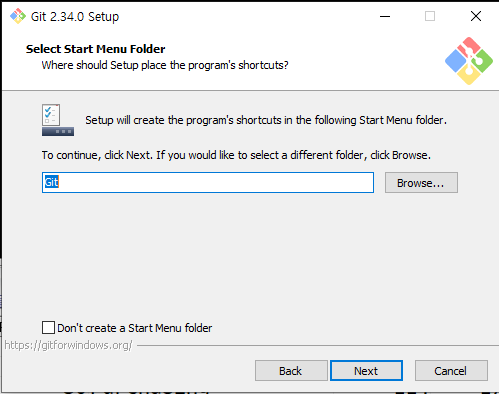 Git 2.34.0 Setup
Select Start Menu Folder
Where should Setup place the program's shortcuts?
Setup will create the program's shortcuts in the following Start Menu folder.
To continue, click Next. If you would like to select a different folder, click Browse.
Git
Browse...
Don't create a Start Menu folder
https://gitforwindows.org/
Back
Next
Cancel